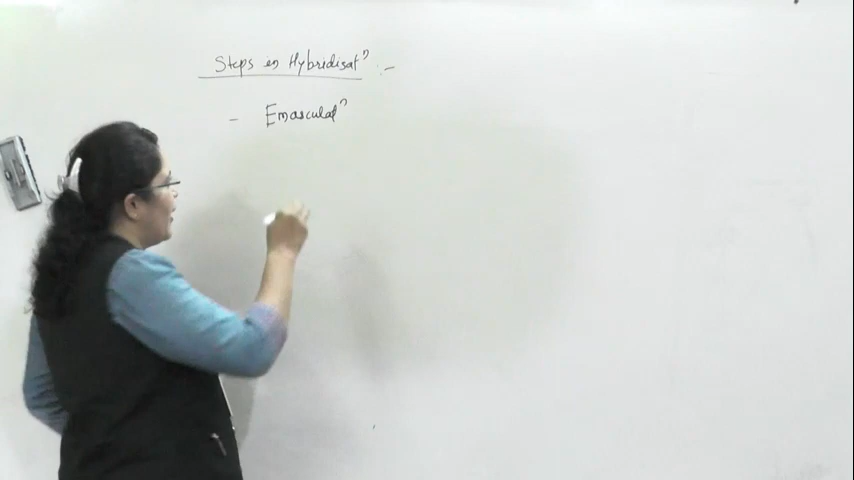 Steps in Hybridisatⁿ :-
- Emasculatⁿ